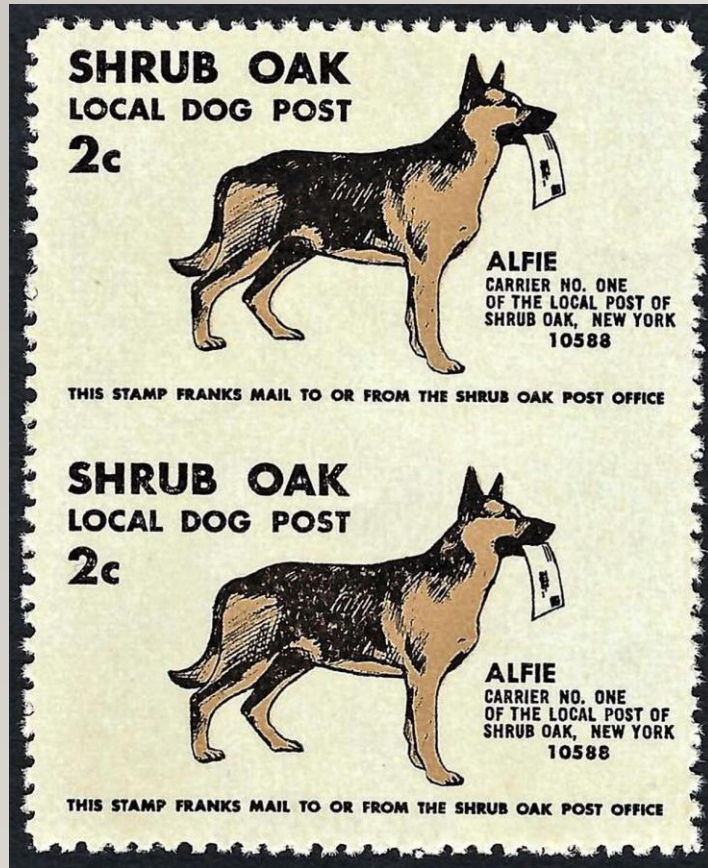 SHRUB OAK
LOCAL DOG POST
2c
ALFIE
CARRIER NO. ONE
OF THE LOCAL POST OF
SHRUB OAK, NEW YORK
10588
THIS STAMP FRANKS MAIL TO OR FROM THE SHRUB OAK POST OFFICE
SHRUB OAK
LOCAL DOG POST
2c
ALFIE
CARRIER NO. ONE
OF THE LOCAL POST OF
SHRUB OAK, NEW YORK
10588
THIS STAMP FRANKS MAIL TO OR FROM THE SHRUB OAK POST OFFICE